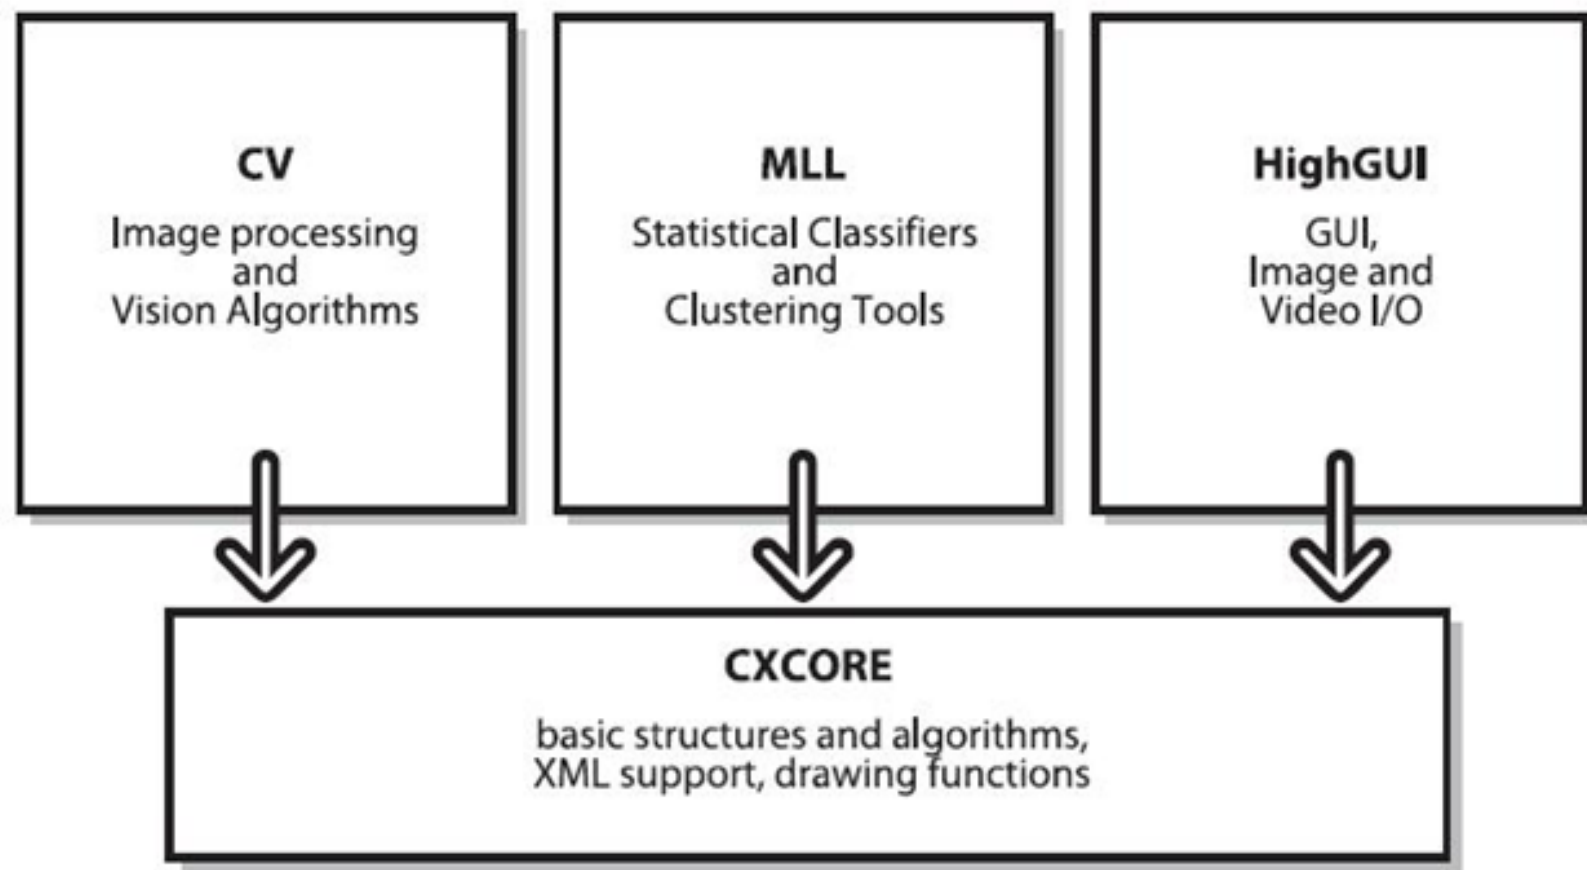 CV
Image processing
and
Vision Algorithms
MLL
Statistical Classifiers
and
Clustering Tools
HighGUI
GUI,
Image and
Video I/O
CXCORE
basic structures and algorithms,
XML support, drawing functions